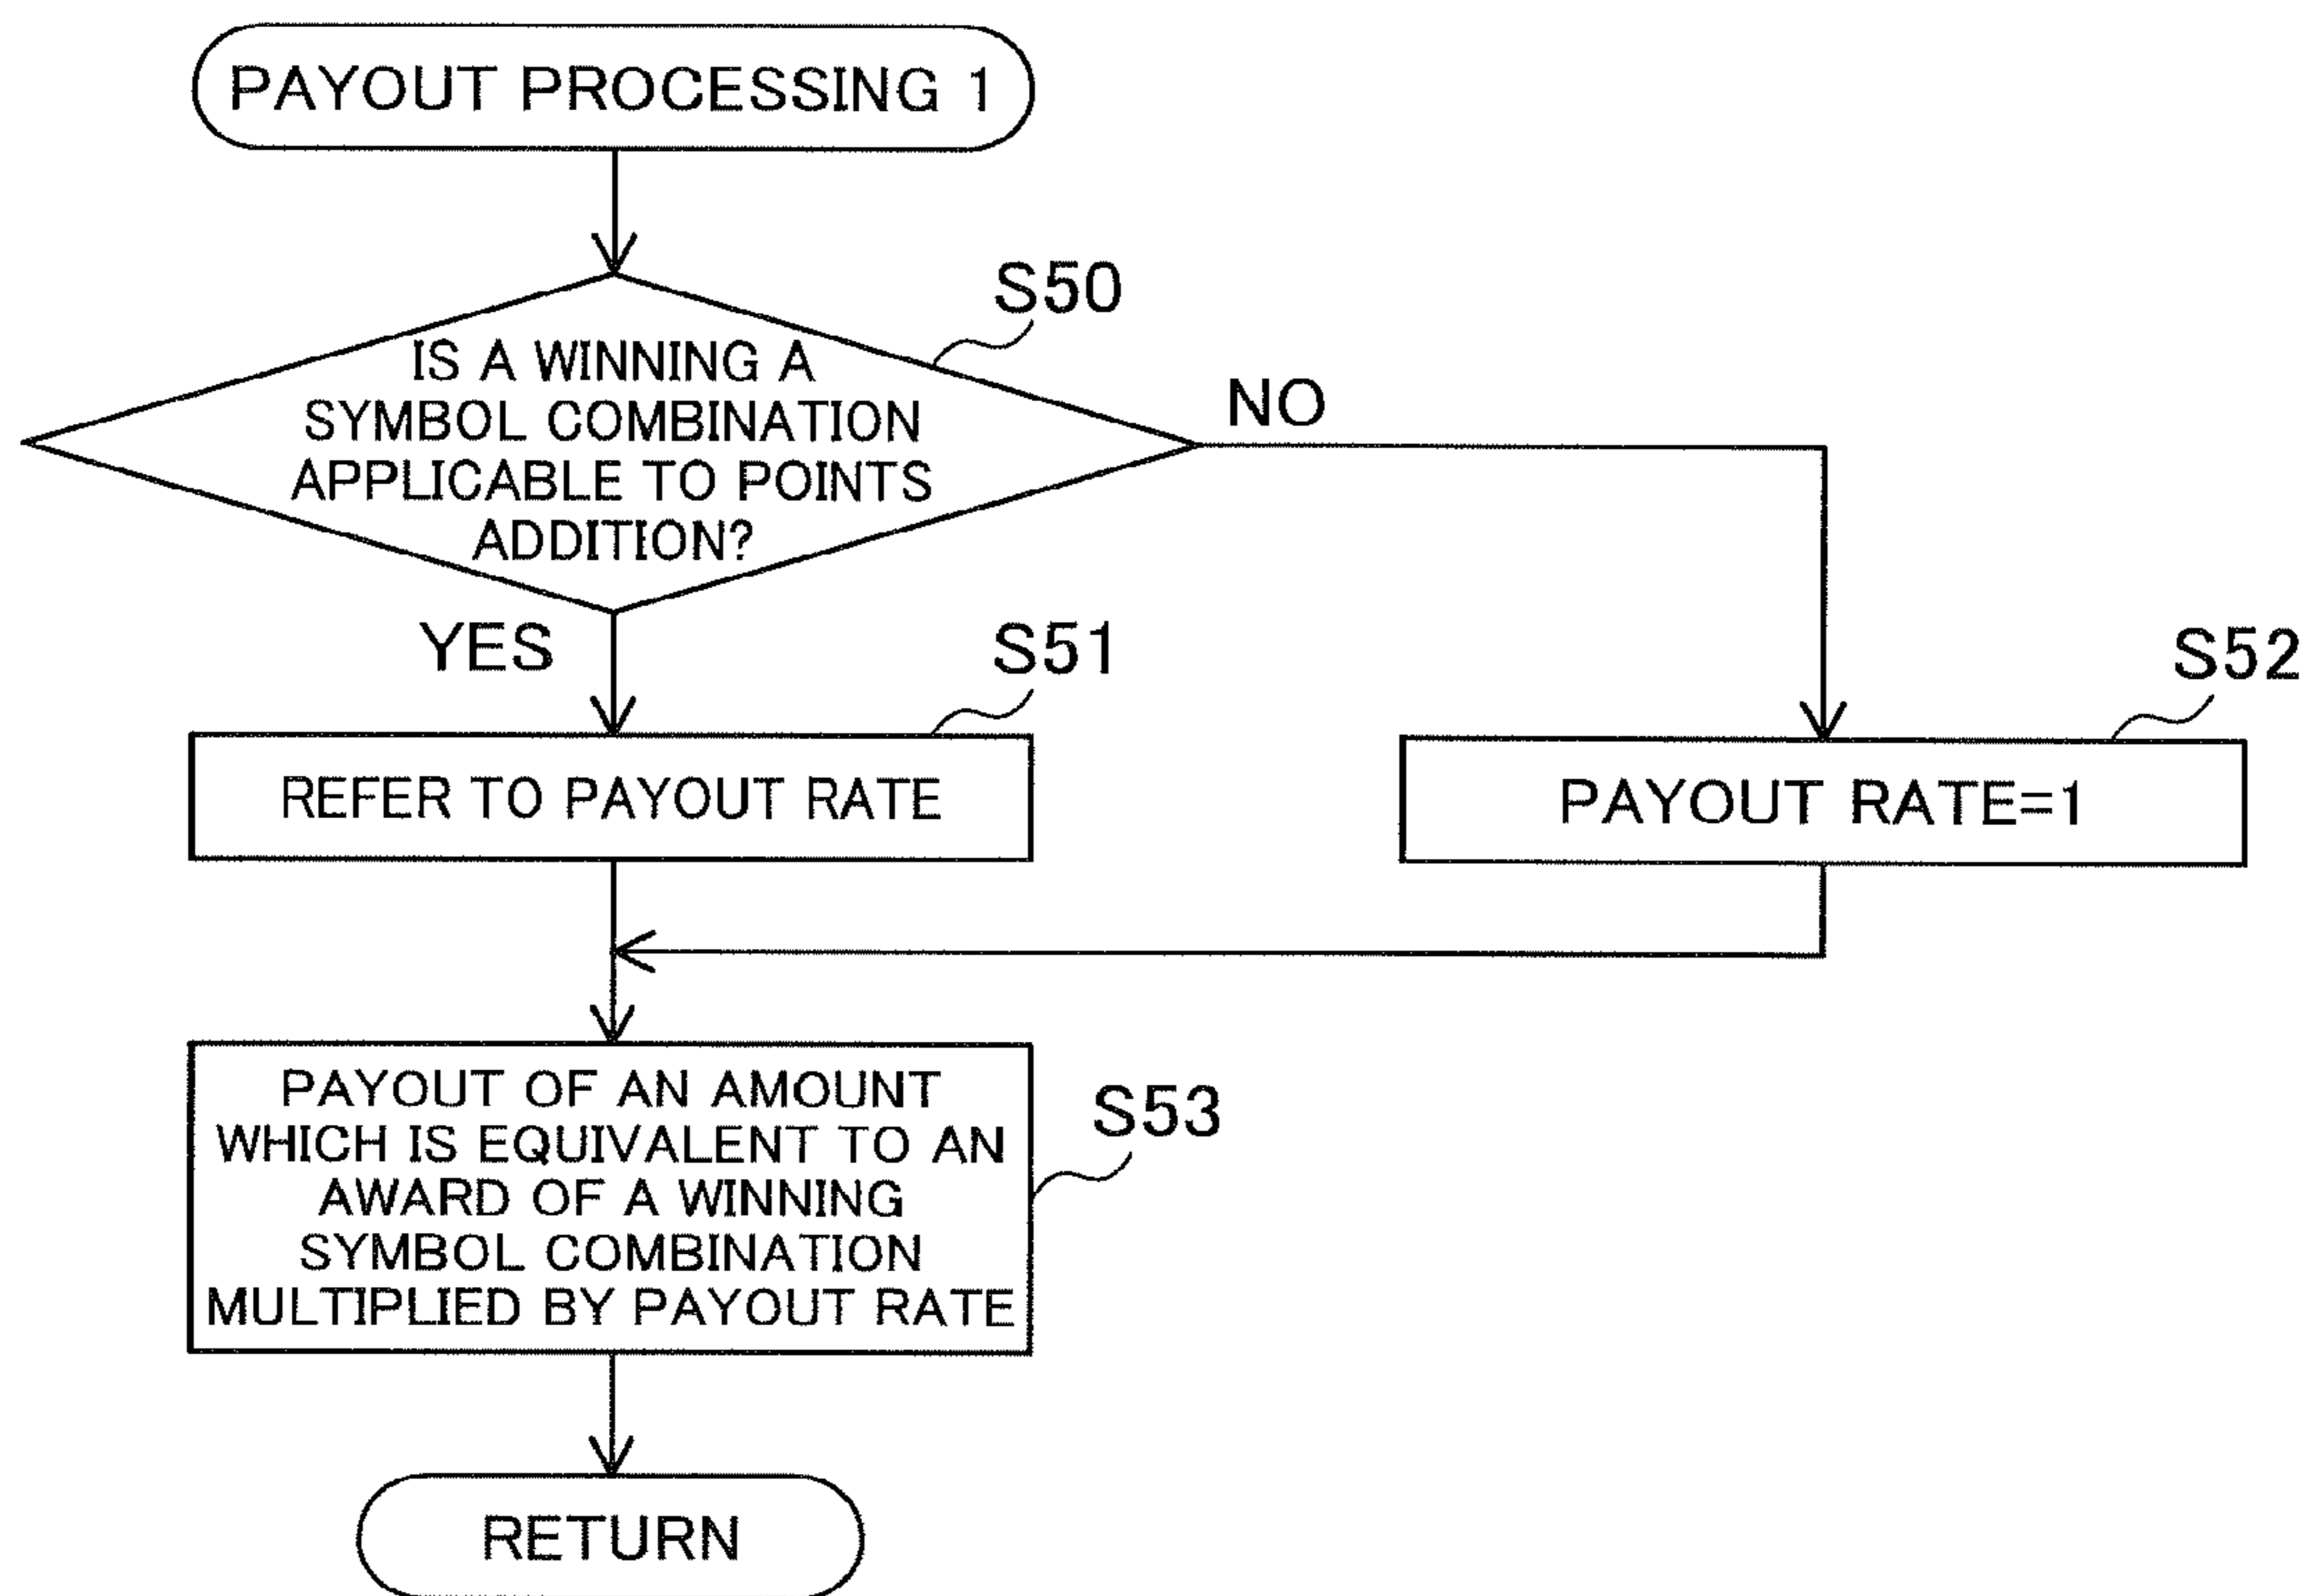 PAYOUT PROCESSING 1
S50
IS A WINNING A
SYMBOL COMBINATION
APPLICABLE TO POINTS
ADDITION?
NO
YES
S51
S52
REFER TO PAYOUT RATE
PAYOUT RATE=1
PAYOUT OF AN AMOUNT
WHICH IS EQUIVALENT TO AN
AWARD OF A WINNING
SYMBOL COMBINATION
MULTIPLIED BY PAYOUT RATE
S53
RETURN